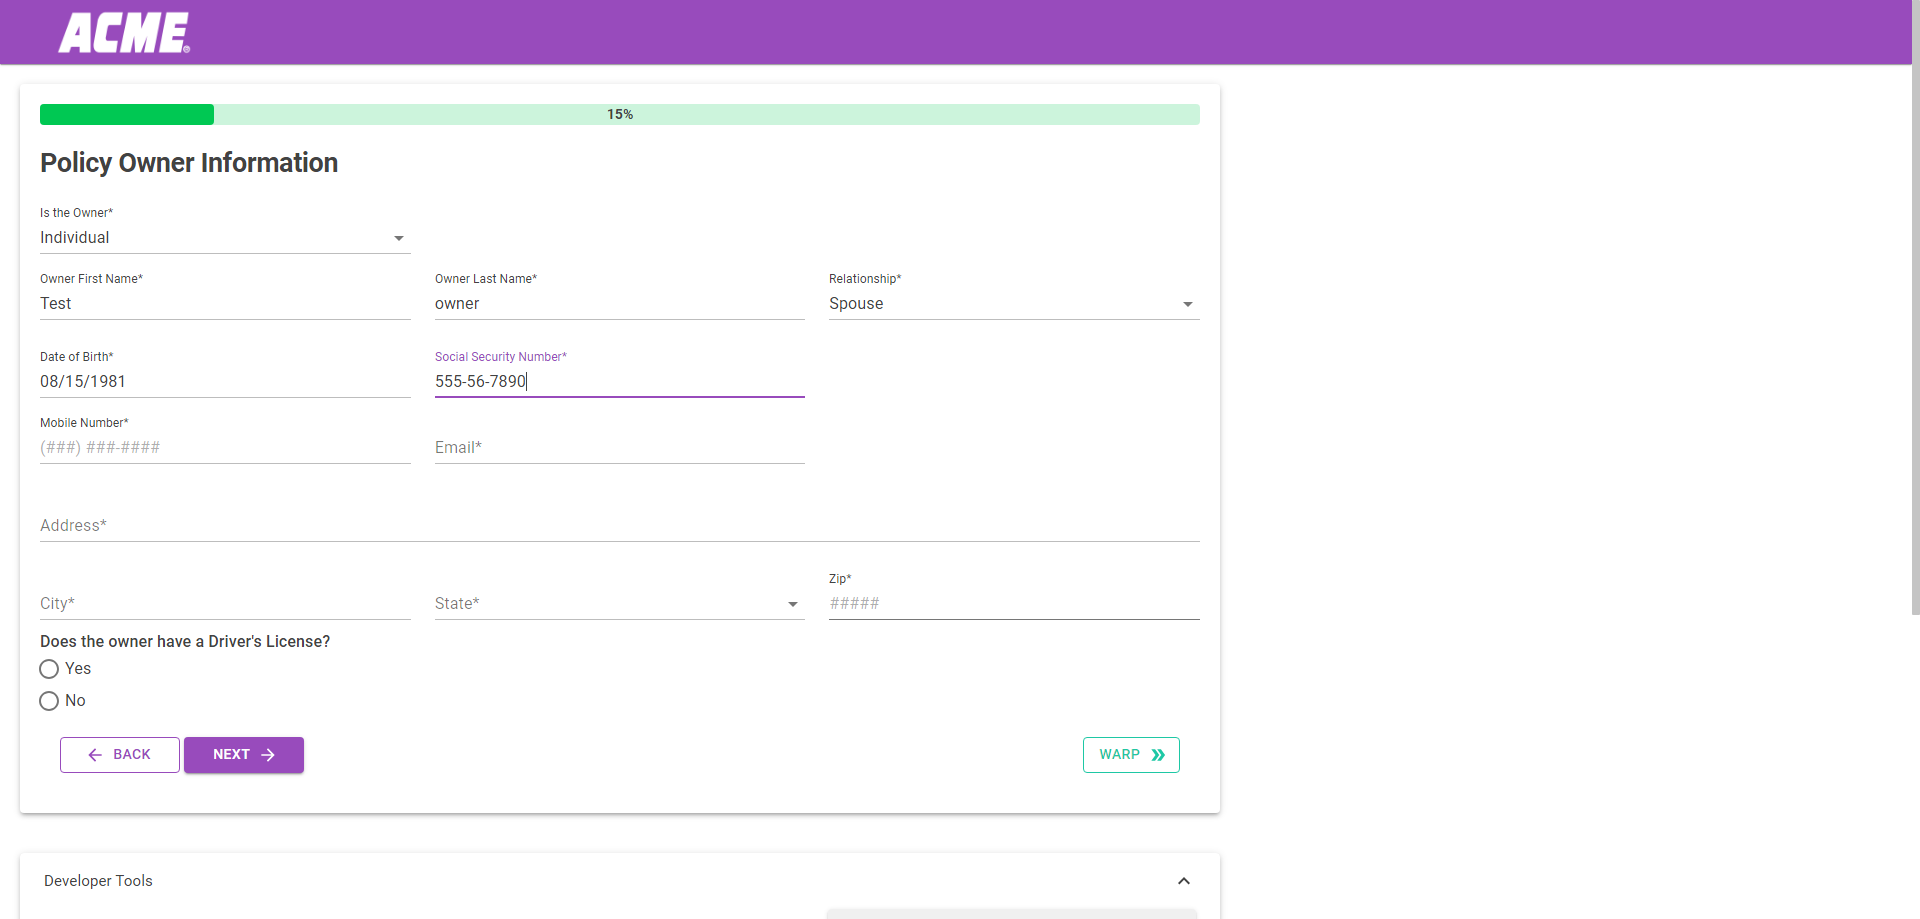 ACME®
15%
Policy Owner Information
Is the Owner*
Individual
Owner First Name* Owner Last Name* Relationship*
Test owner Spouse
Date of Birth* Social Security Number*
08/15/1981 555-56-7890
Mobile Number*
(###) ###-#### Email*
Address*
Zip*
City* State* #####
Does the owner have a Driver's License?
Yes
No
BACK NEXT WARP
Developer Tools